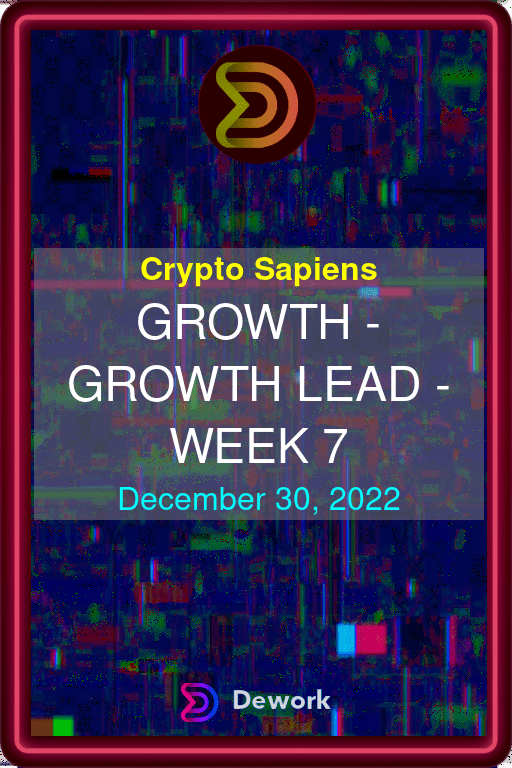 Crypto Sapiens
GROWTH -
GROWTH LEAD -
WEEK 7
December 30, 2022
Dework